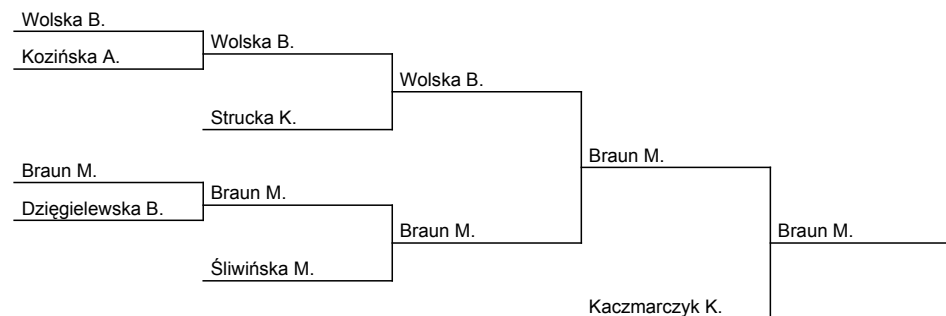 Wolska B.
Kozińska A.
Wolska B.
Wolska B.
Strucka K.
Braun M.
Braun M.
Dzięgielewska B.
Braun M.
Braun M.
Braun M.
Śliwińska M.
Kaczmarczyk K.